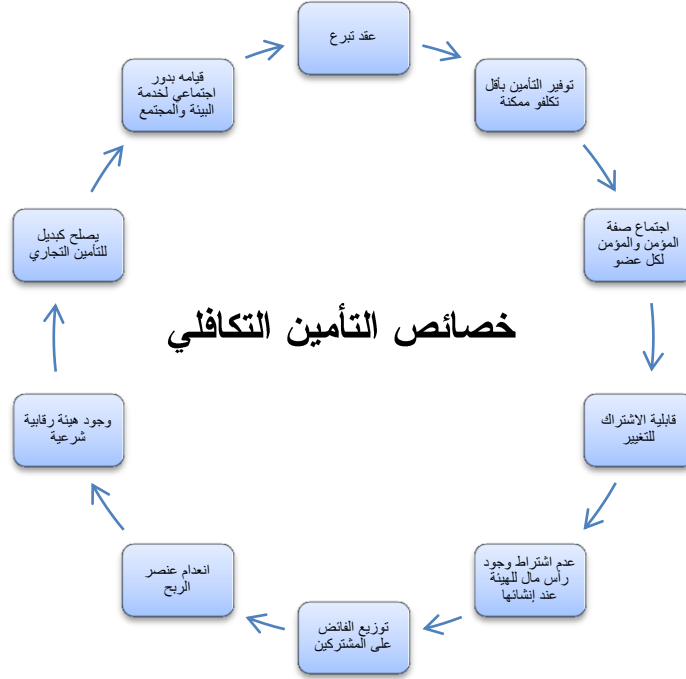 عقد تبرع
توفير التأمين بأقل
تكلفو ممكنة
اجتماع صفة
المؤمن والمؤمن
لكل عضو
قابلية الاشتراك
للتغيير
عدم اشتراط وجود
رأس مال للهيئة
عند إنشائها
توزيع الفائض
على المشتركين
انعدام عنصر
الربح
وجود هيئة رقابية
شرعية
يصلح كبديل
للتأمين التجاري
قيامه بدور
اجتماعي لخدمة
البيئة والمجتمع
خصائص التأمين التكافلي